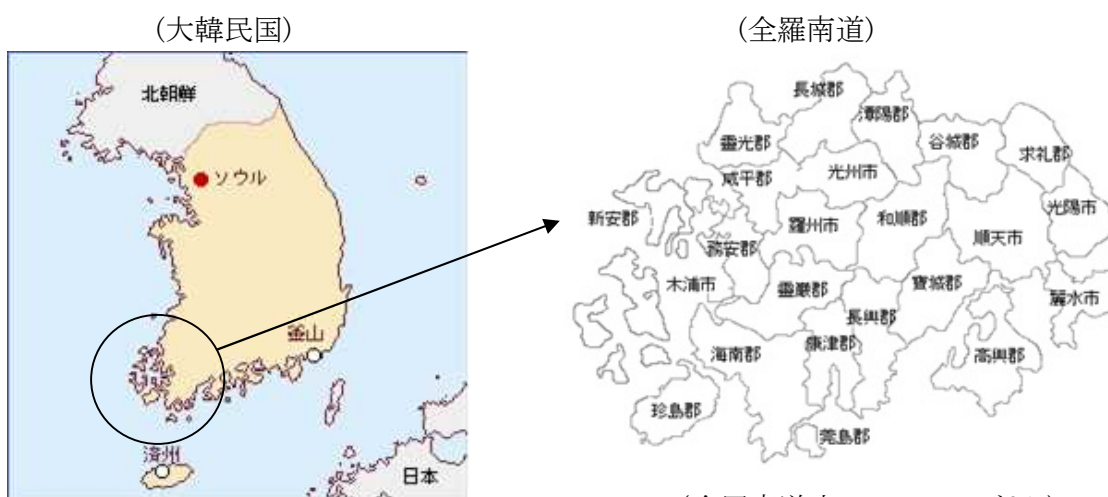 (大韓民国)
(全羅南道)
北朝鮮
ソウル
釜山
済州
日本
長城郡
潭陽郡
靈光郡
谷城郡
求礼郡
咸平郡
光州市
新安郡
羅州市
和順郡
光陽市
務安郡
順天市
木浦市
靈巖郡
寶城郡
麗水市
長興郡
海南郡
康津郡
高興郡
珍島郡
莞島郡